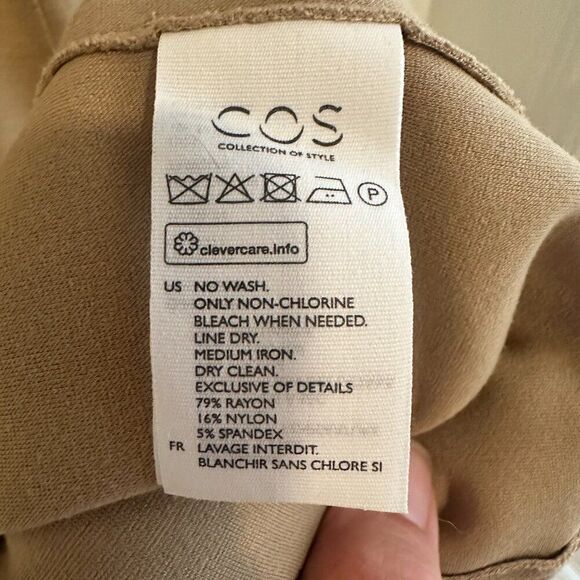 COS
COLLECTION OF STYLE
P
clevercare.info
US NO WASH.
ONLY NON-CHLORINE
BLEACH WHEN NEEDED.
LINE DRY.
MEDIUM IRON.
DRY CLEAN.
EXCLUSIVE OF DETAILS
79% RAYON
16% NYLON
5% SPANDEX
FR LAVAGE INTERDIT.
BLANCHIR SANS CHLORE SI